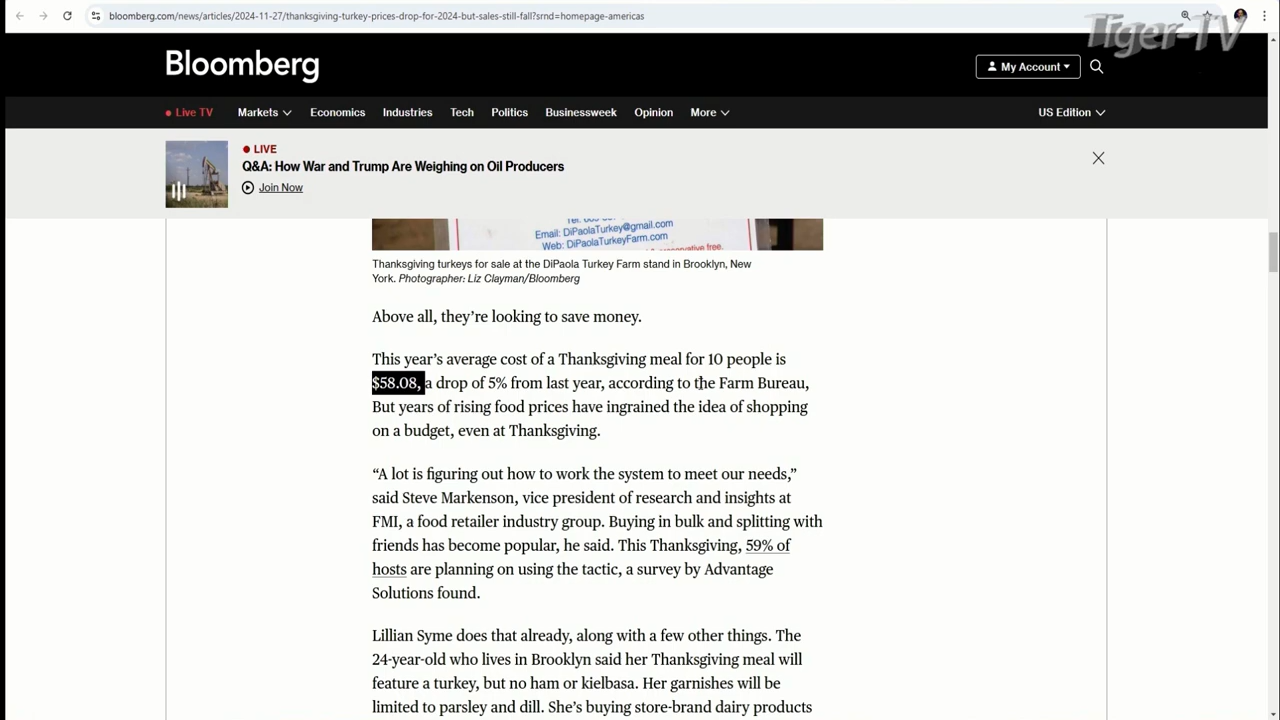 bloomberg.com/news/articles/2024-11-27/thanksgiving-turkey-prices-drop-for-2024-but-sales-still-fall?srnd=homepage-americas
Tiger-TV
Bloomberg
My Account
Live TV
Markets
Economics
Industries
Tech
Politics
Businessweek
Opinion
More
US Edition
LIVE
Q&A: How War and Trump Are Weighing on Oil Producers
Join Now
Email: DiPaolaTurkey@gmail.com
Web: DiPaolaTurkeyFarm.com
Thanksgiving turkeys for sale at the DiPaola Turkey Farm stand in Brooklyn, New
York. Photographer: Liz Clayman/Bloomberg
Above all, they’re looking to save money.
This year’s average cost of a Thanksgiving meal for 10 people is
$58.08, a drop of 5% from last year, according to the Farm Bureau,
But years of rising food prices have ingrained the idea of shopping
on a budget, even at Thanksgiving.
“A lot is figuring out how to work the system to meet our needs,”
said Steve Markenson, vice president of research and insights at
FMI, a food retailer industry group. Buying in bulk and splitting with
friends has become popular, he said. This Thanksgiving, 59% of
hosts are planning on using the tactic, a survey by Advantage
Solutions found.
Lillian Syme does that already, along with a few other things. The
24-year-old who lives in Brooklyn said her Thanksgiving meal will
feature a turkey, but no ham or kielbasa. Her garnishes will be
limited to parsley and dill. She’s buying store-brand dairy products